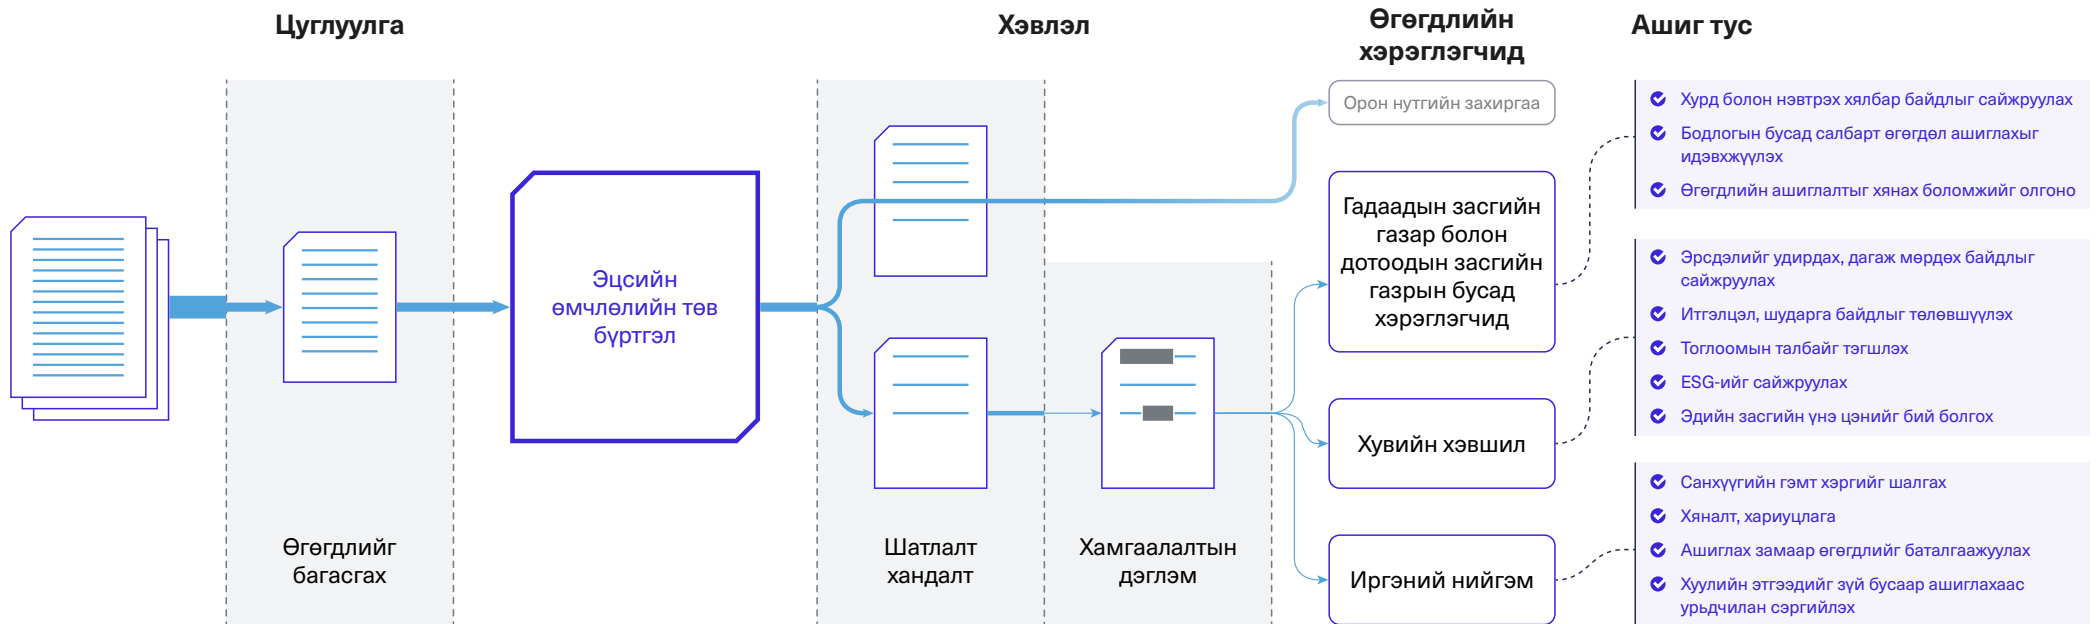 Цуглуулга
Хэвлэл
Өгөгдлийн
хэрэглэгчид
Ашиг тус
Өгөгдлийг
багасгах
Эцсийн
өмчлөлийн төв
бүртгэл
Шатлалт
хандалт
Хамгаалалтын
дэглэм
Орон нутгийн захиргаа
Гадаадын засгийн
газар болон
дотоодын засгийн
газрын бусад
хэрэглэгчид
Хувийн хэвшил
Иргэний нийгэм
Хурд болон нэвтрэх хялбар байдлыг сайжруулах
Бодлогын бусад салбарт өгөгдөл ашиглахыг
идэвхжүүлэх
Өгөгдлийн ашиглалтыг хянах боломжийг олгоно
Эрсдэлийг удирдах, дагаж мөрдөх байдлыг
сайжруулах
Итгэлцэл, шударга байдлыг төлөвшүүлэх
Тоглоомын талбайг тэгшлэх
ESG-ийг сайжруулах
Эдийн засгийн үнэ цэнийг бий болгох
Санхүүгийн гэмт хэргийг шалгах
Хяналт, хариуцлага
Ашиглах замаар өгөгдлийг баталгаажуулах
Хуулийн этгээдийг зүй бусаар ашиглахаас
урьдчилан сэргийлэх